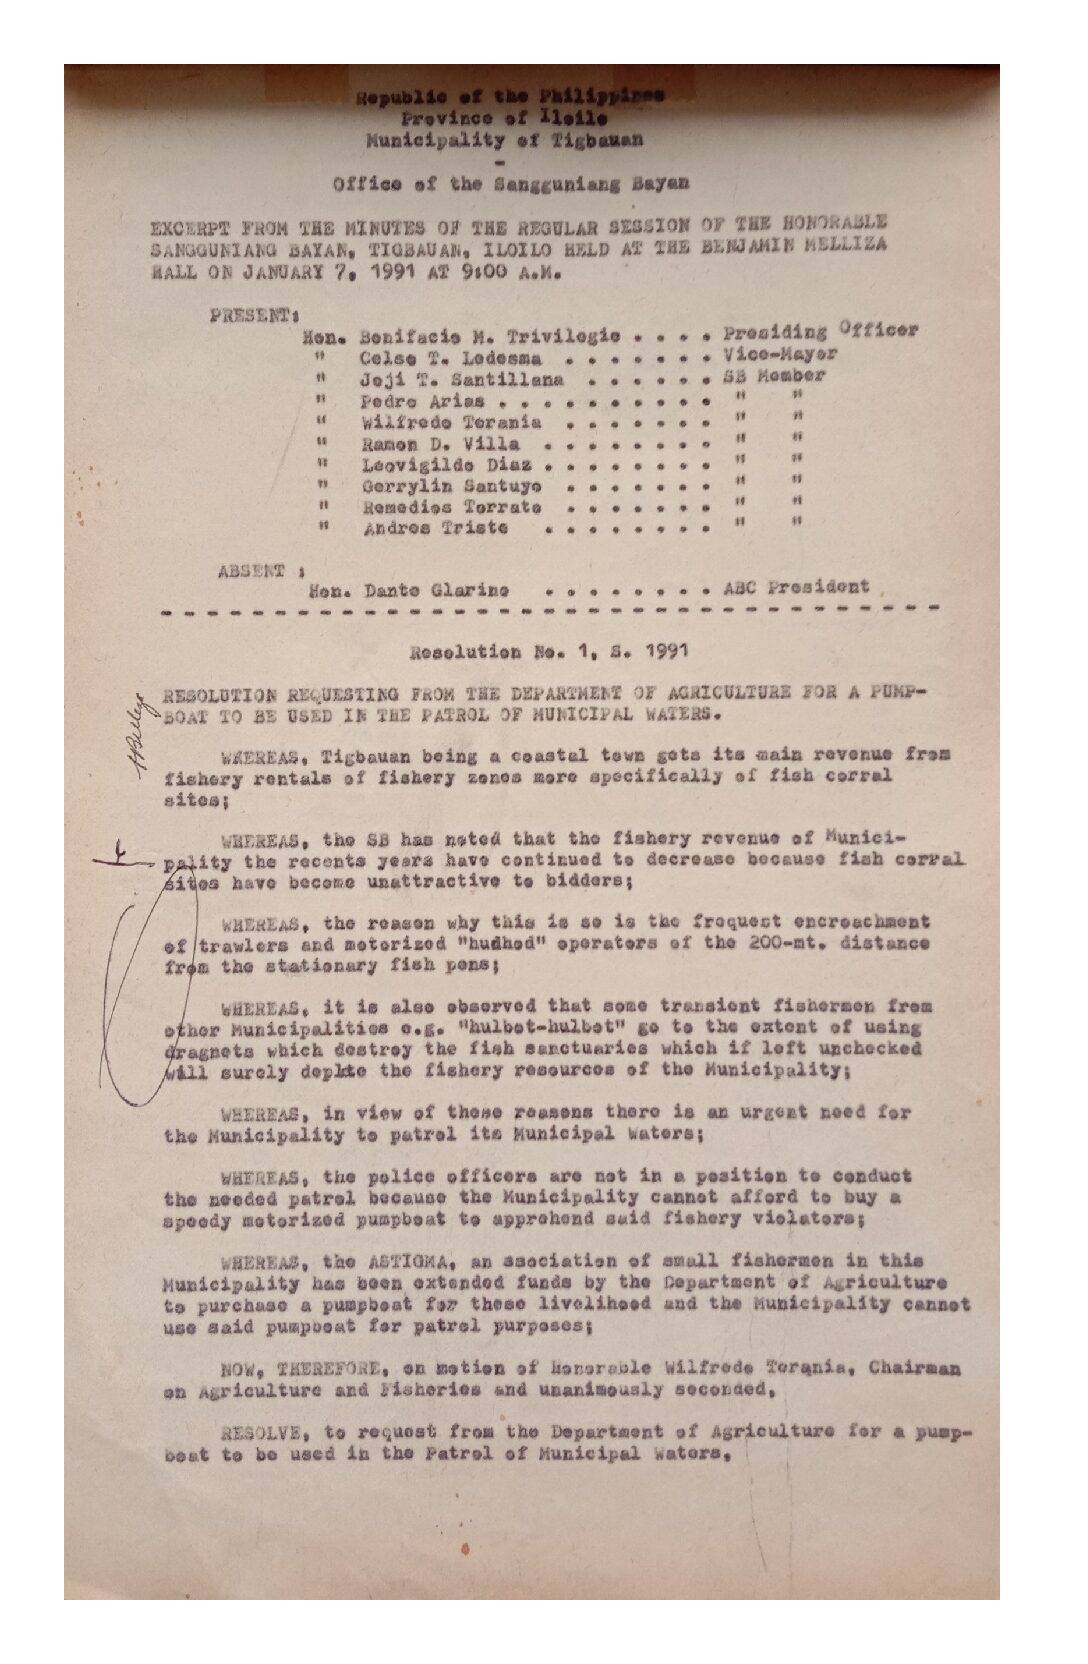 Republic of the Philippines
Province of Iloilo
Municipality of Tigbauan
-
Office of the Sangguniang Bayan
EXCERPT FROM THE MINUTES OF THE REGULAR SESSION OF THE HONORABLE
SANGGUNIANG BAYAN, TIGBAUAN, ILOILO HELD AT THE BENJAMIN MELLIZA
HALL ON JANUARY 7, 1991 AT 9:00 A.M.
PRESENT:
Hon. Bonifacio M. Trivilegio . . . . Presiding Officer
" Celso T. Ledesma . . . . . . . Vice-Mayor
" Joji T. Santillana . . . . . . SB Member
" Pedro Arias . . . . . . . . . . " "
" Wilfredo Torania . . . . . . . " "
" Ramon D. Villa . . . . . . . . " "
" Leovigildo Diaz . . . . . . . . " "
" Gerrylin Santuyo . . . . . . . " "
" Remedios Torrato . . . . . . . " "
" Andres Triste . . . . . . . . " "
ABSENT :
Hon. Dante Glarino . . . . . . . . ABC President
- - - - - - - - - - - - - - - - - - - - - - - - - - - - - - - - -
Resolution No. 1, S. 1991
RESOLUTION REQUESTING FROM THE DEPARTMENT OF AGRICULTURE FOR A PUMP-
BOAT TO BE USED IN THE PATROL OF MUNICIPAL WATERS.
WHEREAS, Tigbauan being a coastal town gets its main revenue from
fishery rentals of fishery zones more specifically of fish corral
sites;
WHEREAS, the SB has noted that the fishery revenue of Munici-
pality the recents years have continued to decrease because fish corral
sites have become unattractive to bidders;
WHEREAS, the reason why this is so is the frequest encroachment
of trawlers and motorized "hudhod" operators of the 200-mt. distance
from the stationary fish pens;
WHEREAS, it is also observed that some transient fishermen from
other Municipalities e.g. "hulbot-hulbot" go to the extent of using
dragnets which destroy the fish sanctuaries which if left unchecked
will surely deplte the fishery resources of the Municipality;
WHEREAS, in view of these reasons there is an urgent need for
the Municipality to patrol its Municipal Waters;
WHEREAS, the police officers are not in a position to conduct
the needed patrol because the Municipality cannot afford to buy a
speedy motorized pumpboat to apprehend said fishery violators;
WHEREAS, the ASTIGMA, an ssociation of small fishermen in this
Municipality has been extended funds by the Department of Agriculture
to purchase a pumpboat for these livelihood and the Municipality cannot
use said pumpboat for patrol purposes;
NOW, THEREFORE, on motion of Honorable Wilfredo Torania, Chairman
on Agriculture and Fisheries and unanimously seconded,
RESOLVE, to request from the Department of Agriculture for a pump-
boat to be used in the Patrol of Municipal Waters,